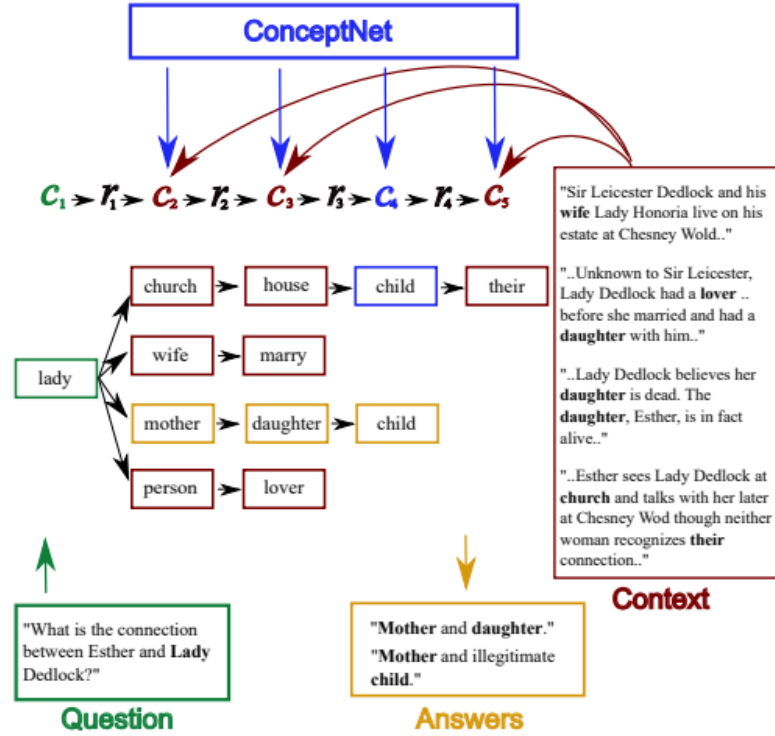 ConceptNet
C₁ → r₁ → C₂ → r₂ → C₃ → r₃ → C₄ → r₄ → C₅
church → house → child → their
wife → marry
lady
mother → daughter → child
person → lover
"Sir Leicester Dedlock and his
wife Lady Honoria live on his
estate at Chesney Wold.."
"..Unknown to Sir Leicester,
Lady Dedlock had a lover ..
before she married and had a
daughter with him.."
"..Lady Dedlock believes her
daughter is dead. The
daughter, Esther, is in fact
alive.."
"..Esther sees Lady Dedlock at
church and talks with her later
at Chesney Wod though neither
woman recognizes their
connection.."
Context
"What is the connection
between Esther and Lady
Dedlock?"
Question
"Mother and daughter."
"Mother and illegitimate
child."
Answers